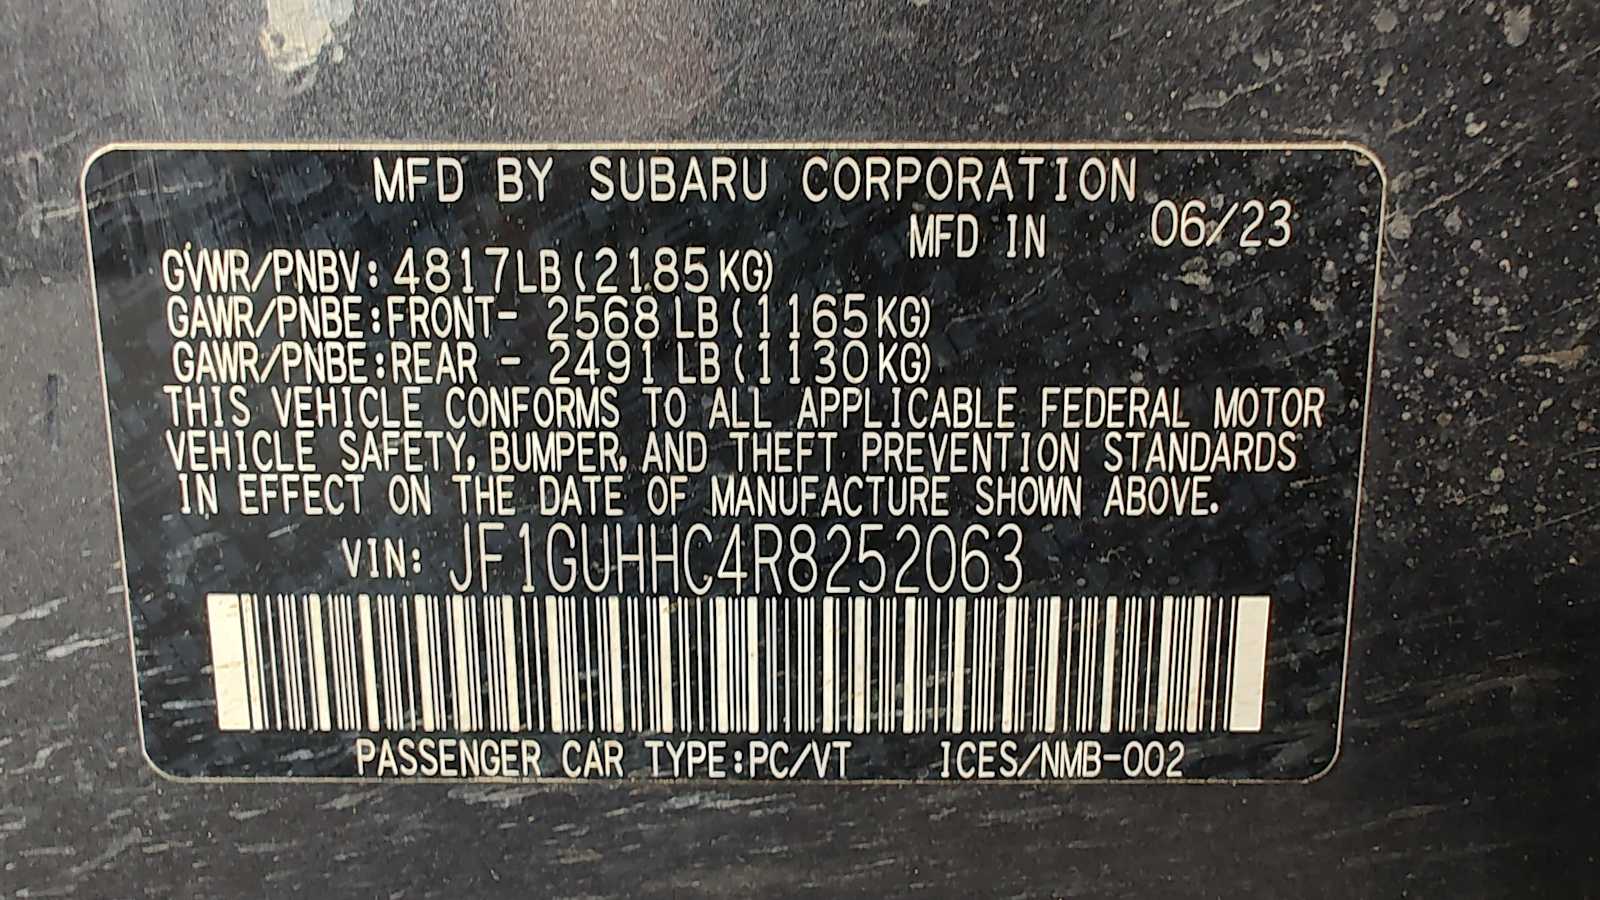 MFD BY SUBARU CORPORATION
MFD IN 06/23
GVWR/PNBV: 4817LB (2185KG)
GAWR/PNBE:FRONT- 2568 LB (1165KG)
GAWR/PNBE:REAR - 2491 LB (1130KG)
THIS VEHICLE CONFORMS TO ALL APPLICABLE FEDERAL MOTOR
VEHICLE SAFETY, BUMPER, AND THEFT PREVENTION STANDARDS
IN EFFECT ON THE DATE OF MANUFACTURE SHOWN ABOVE.
VIN: JF1GUHHC4R8252063
PASSENGER CAR TYPE:PC/VT ICES/NMB-002